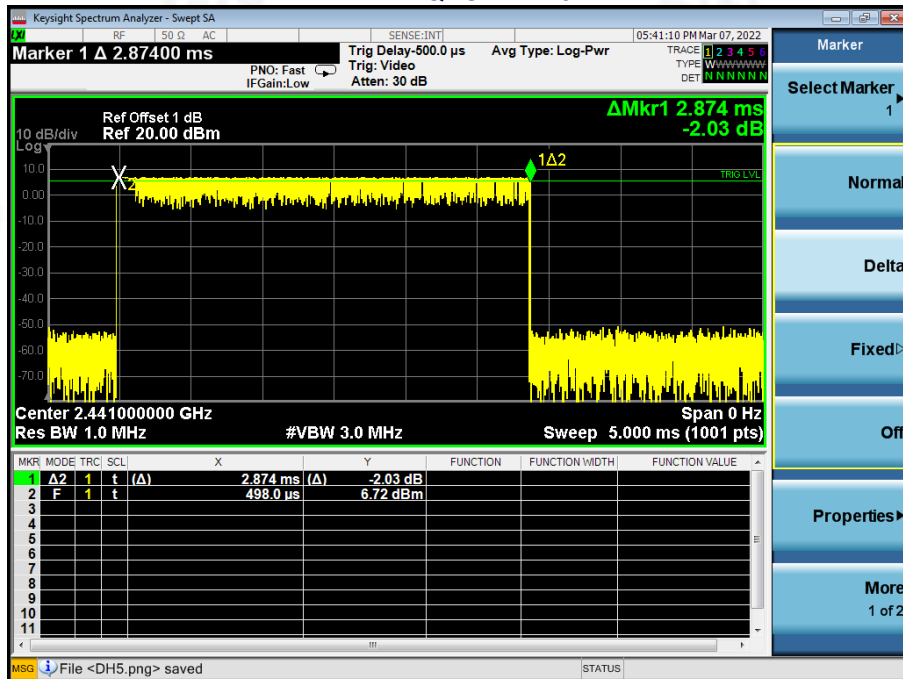 Keysight Spectrum Analyzer - Swept SA
LXI RF 50 Ω AC SENSE:INT 05:41:10 PM Mar 07, 2022
Marker 1 Δ 2.87400 ms
Trig Delay-500.0 µs Avg Type: Log-Pwr TRACE 1 2 3 4 5 6
PNO: Fast Trig: Video TYPE WWWWWW
IFGain:Low Atten: 30 dB DET N N N N N N
ΔMkr1 2.874 ms
-2.03 dB
Ref Offset 1 dB
10 dB/div Ref 20.00 dBm
Log
1Δ2
10.0
TRIG LVL
2
0.00
-10.0
-20.0
-30.0
-40.0
-50.0
-60.0
-70.0
Center 2.441000000 GHz Span 0 Hz
Res BW 1.0 MHz #VBW 3.0 MHz Sweep 5.000 ms (1001 pts)
MKR MODE TRC SCL X Y FUNCTION FUNCTION WIDTH FUNCTION VALUE
1 Δ2 1 t (Δ) 2.874 ms (Δ) -2.03 dB
2 F 1 t 498.0 µs 6.72 dBm
3
4
5
6
7
8
9
10
11
MSG File <DH5.png> saved STATUS
Marker
Select Marker
1
Normal
Delta
Fixed
Off
Properties
More
1 of 2